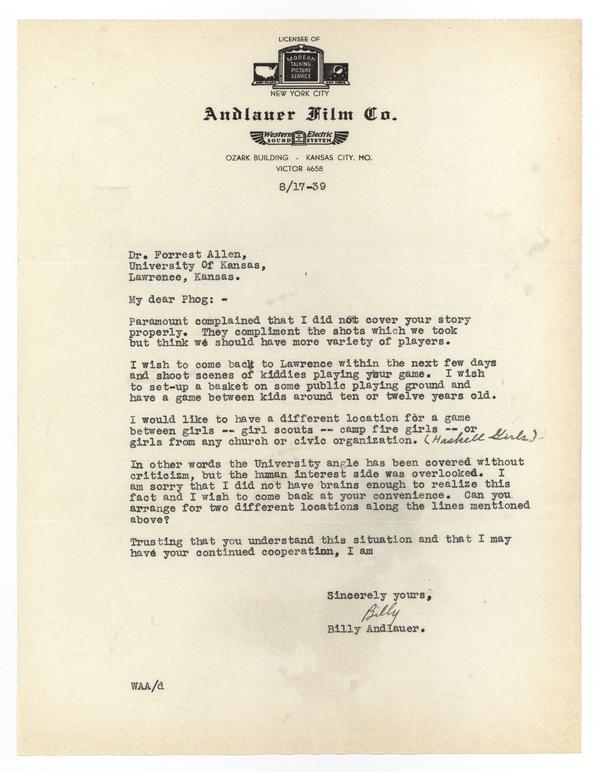 LICENSEE OF
MODERN
TALKING
PICTURE
SERVICE
NEW YORK CITY
Andlauer Film Co.
Western Electric
SOUND SYSTEM
OZARK BUILDING - KANSAS CITY, MO.
VICTOR 4658
8/17-39
Dr. Forrest Allen,
University Of Kansas,
Lawrence, Kansas.
My dear Phog: -
Paramount complained that I did not cover your story
properly. They compliment the shots which we took
but think we should have more variety of players.
I wish to come back to Lawrence within the next few days
and shoot scenes of kiddies playing your game. I wish
to set-up a basket on some public playing ground and
have a game between kids around ten or twelve years old.
I would like to have a different location for a game
between girls -- girl scouts -- camp fire girls -- or
girls from any church or civic organization. (Haskell Girls)
In other words the University angle has been covered without
criticizm, but the human interest side was overlooked. I
am sorry that I did not have brains enough to realize this
fact and I wish to come back at your convenience. Can you
arrange for two different locations along the lines mentioned
above?
Trusting that you understand this situation and that I may
have your continued cooperation, I am
Sincerely yours,
Billy
Billy Andlauer.
WAA/d